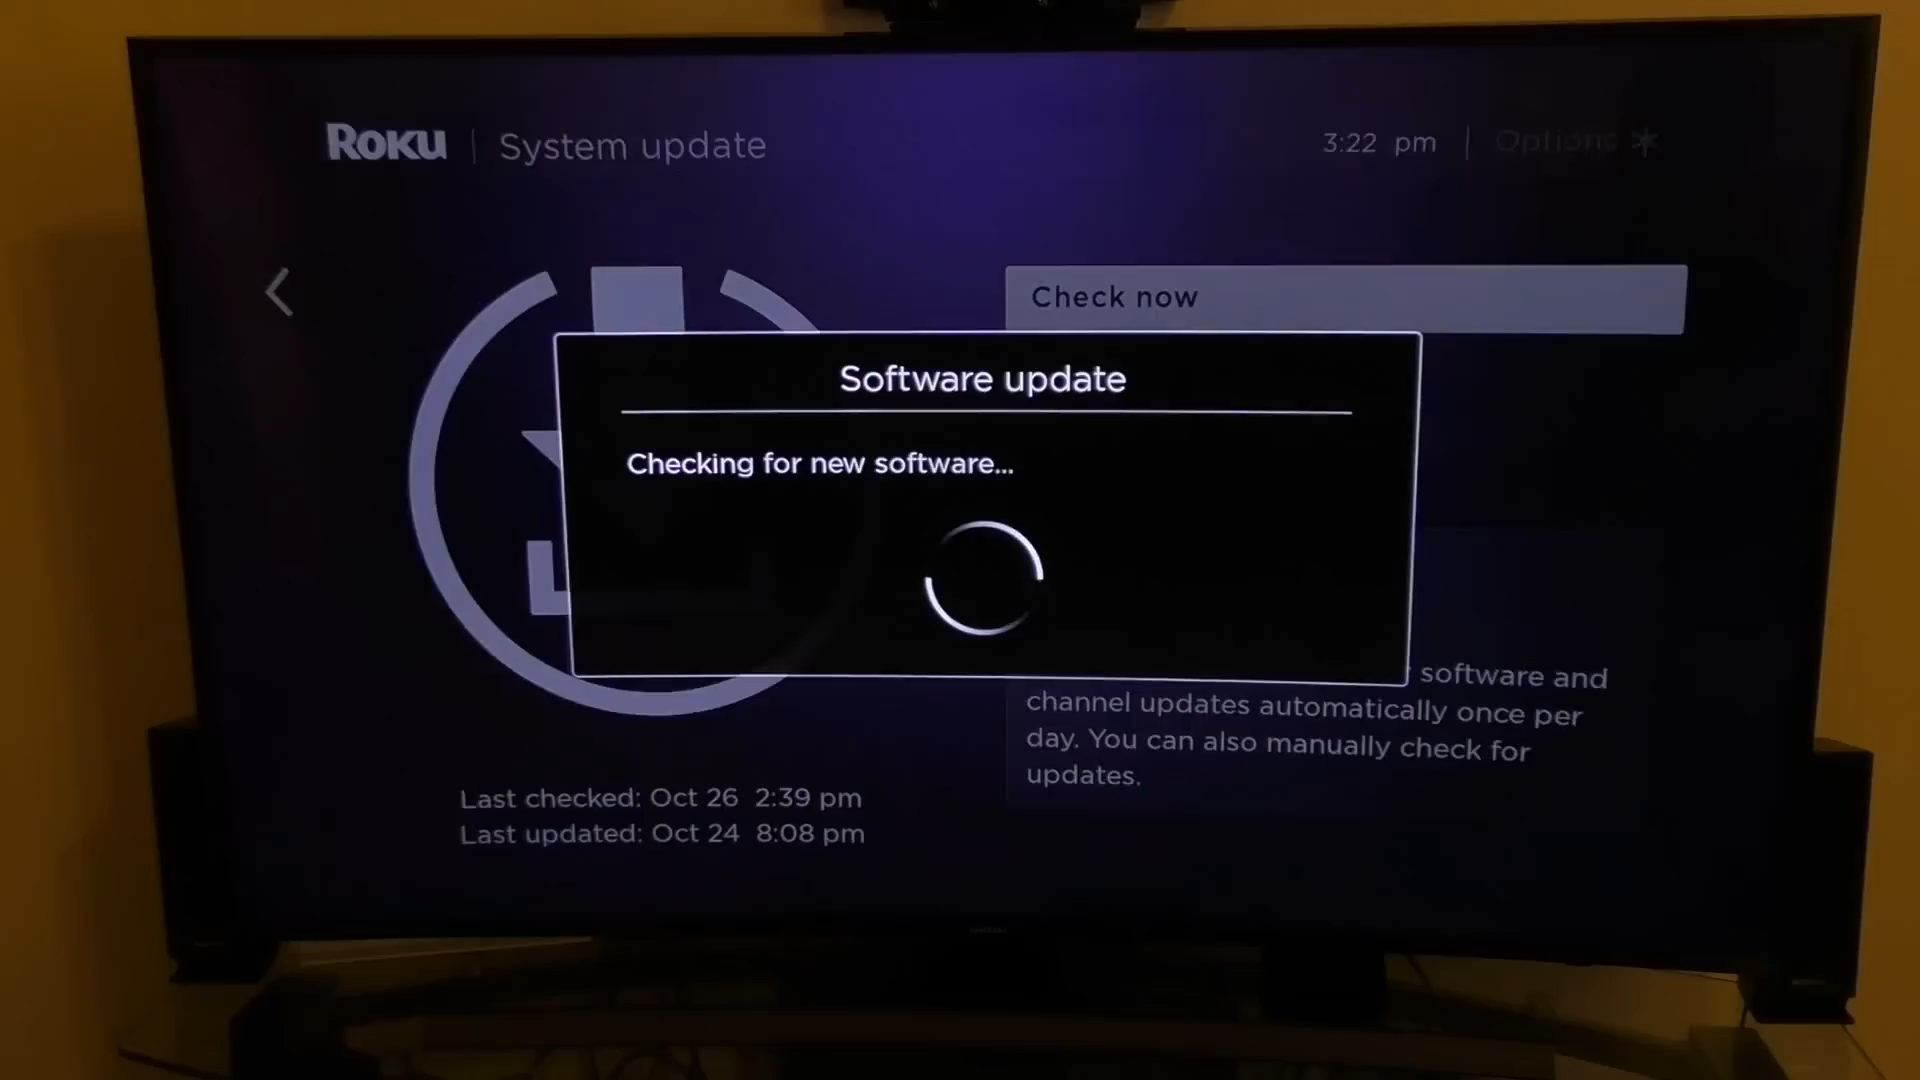 Roku | System update
3:22 pm | Options
Check now
Software update
Checking for new software...
software and
channel updates automatically once per
day. You can also manually check for
updates.
Last checked: Oct 26 2:39 pm
Last updated: Oct 24 8:08 pm